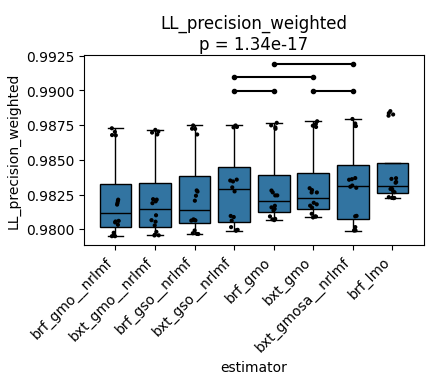 LL_precision_weighted
p = 1.34e-17
LL_precision_weighted
0.9925
0.9900
0.9875
0.9850
0.9825
0.9800
brf_gmo__nrlmf
bxt_gmo__nrlmf
brf_gso__nrlmf
bxt_gso__nrlmf
brf_gmo
bxt_gmo
bxt_gmosa__nrlmf
brf_lmo
estimator